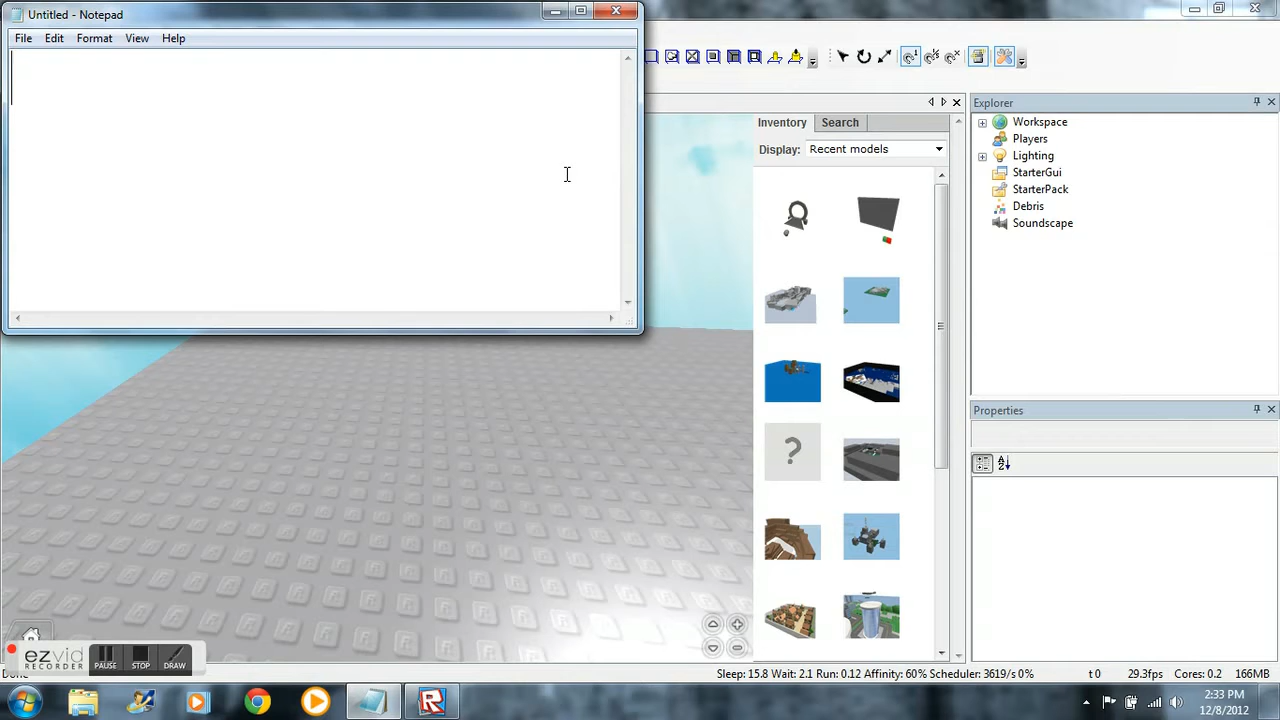 Untitled - Notepad
File Edit Format View Help
Explorer
Inventory Search
Workspace
Players
Display: Recent models
Lighting
StarterGui
StarterPack
Debris
Soundscape
?
Properties
ezvid
RECORDER
PAUSE STOP DRAW
Sleep: 15.8 Wait: 2.1 Run: 0.12 Affinity: 60% Scheduler: 3619/s 0% t 0 29.3fps Cores: 0.2 166MB
2:33 PM
12/8/2012